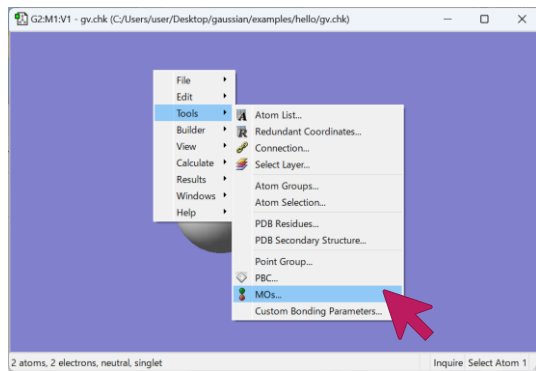 G2:M1:V1 - gv.chk (C:/Users/user/Desktop/gaussian/examples/hello/gv.chk)
File
Edit
Tools
Builder
View
Calculate
Results
Windows
Help
Atom List...
Redundant Coordinates...
Connection...
Select Layer...
Atom Groups...
Atom Selection...
PDB Residues...
PDB Secondary Structure...
Point Group...
PBC...
MOs...
Custom Bonding Parameters...
2 atoms, 2 electrons, neutral, singlet
Inquire Select Atom 1